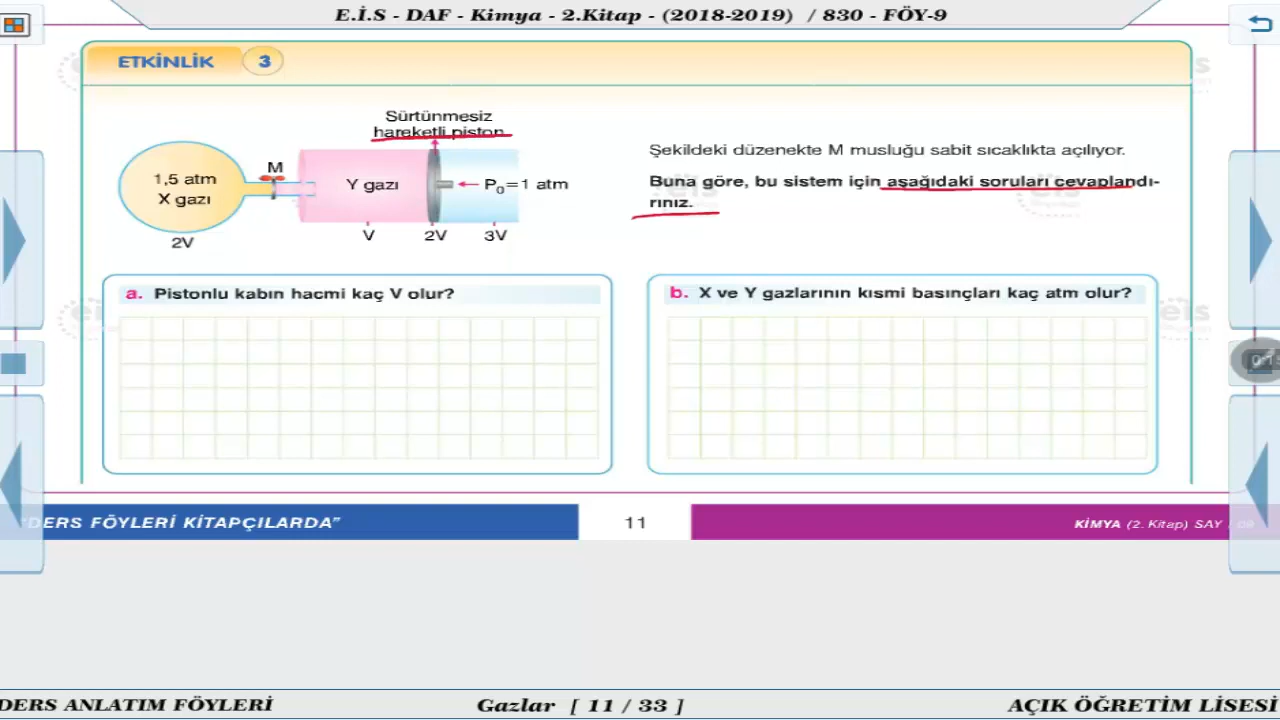 E.İ.S - DAF - Kimya - 2.Kitap - (2018-2019) / 830 - FÖY-9
ETKİNLİK 3
Sürtünmesiz
hareketli piston
1,5 atm
X gazı
M
Y gazı
P0=1 atm
2V
V 2V 3V
Şekildeki düzenekte M musluğu sabit sıcaklıkta açılıyor.
Buna göre, bu sistem için aşağıdaki soruları cevaplandı-
rınız.
a. Pistonlu kabın hacmi kaç V olur?
b. X ve Y gazlarının kısmi basınçları kaç atm olur?
eis
"DERS FÖYLERİ KİTAPÇILARDA"
11
KİMYA (2. Kitap) SAY
DERS ANLATIM FÖYLERİ
Gazlar [ 11 / 33 ]
AÇIK ÖĞRETİM LİSESİ